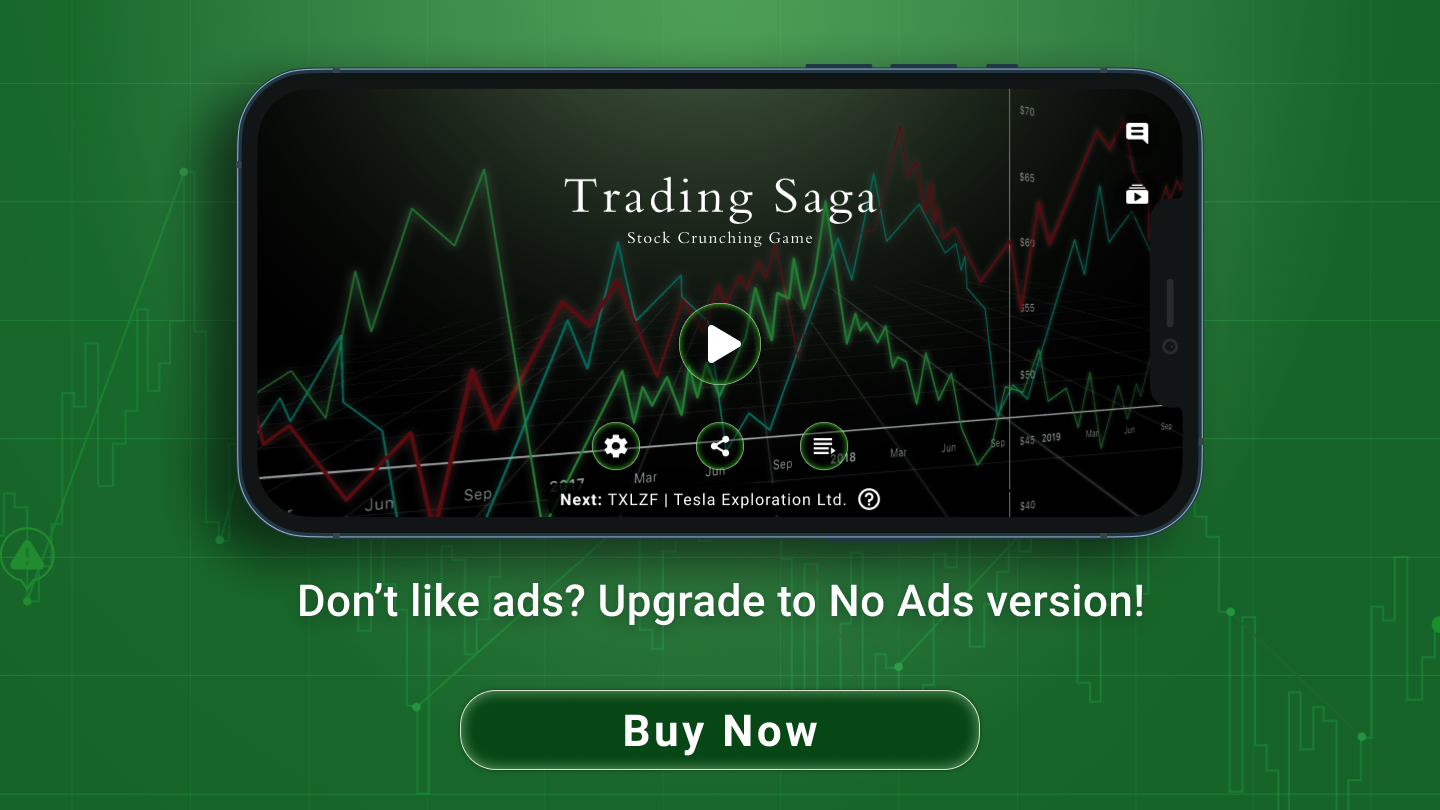 $70
Trading Saga
$65
Stock Crunching Game
$60
$55
$50
Sep 2018 Mar Jun Sep $45 2019 Mar Jun Sep
Jun Sep 2017 Mar Jun
Next: TXLZF | Tesla Exploration Ltd.
$40
Don’t like ads? Upgrade to No Ads version!
Buy Now